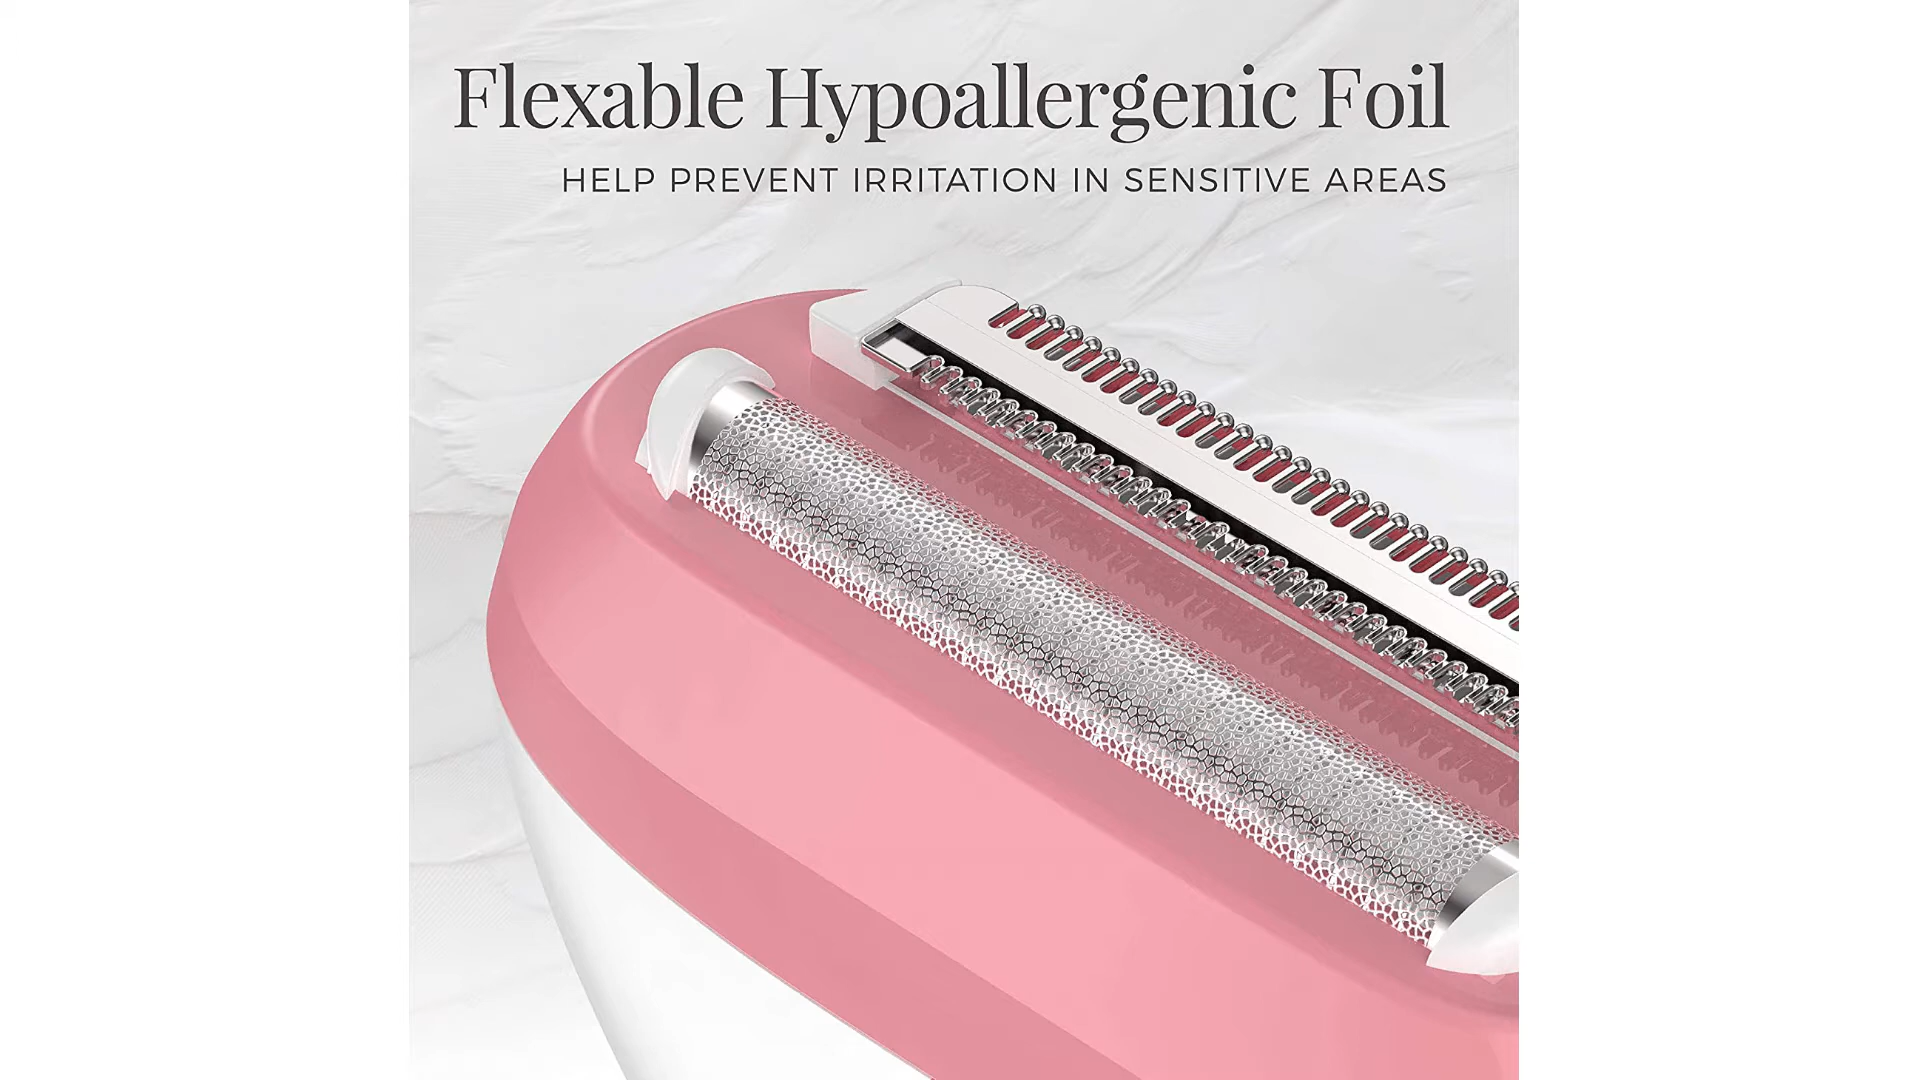 Flexable Hypoallergenic Foil
HELP PREVENT IRRITATION IN SENSITIVE AREAS